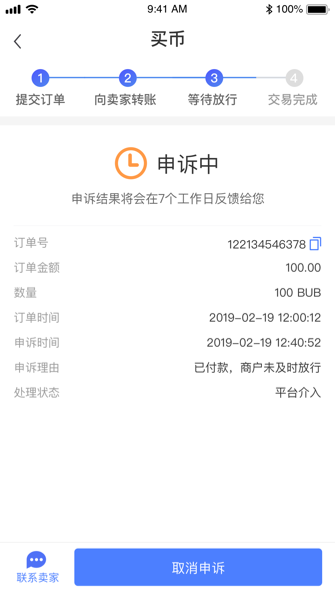 9:41 AM 100%
买币
1 2 3 4
提交订单 向卖家转账 等待放行 交易完成
申诉中
申诉结果将会在7个工作日反馈给您
订单号 122134546378
订单金额 100.00
数量 100 BUB
订单时间 2019-02-19 12:00:12
申诉时间 2019-02-19 12:40:52
申诉理由 已付款，商户未及时放行
处理状态 平台介入
联系卖家 取消申诉